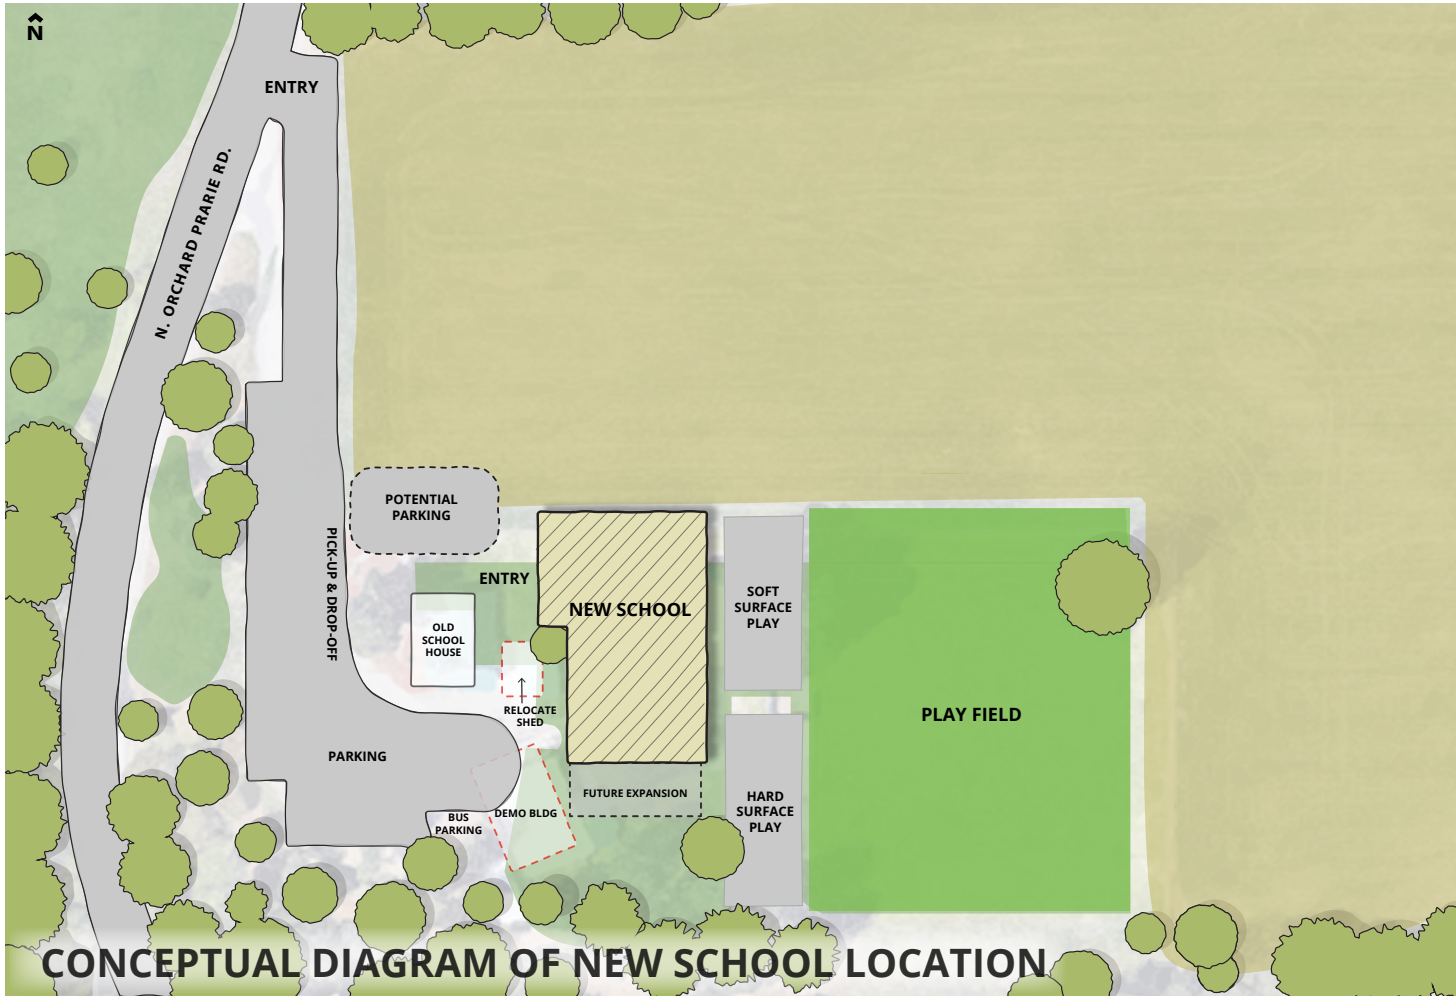 N
ENTRY
N. ORCHARD PRARIE RD.
POTENTIAL
PARKING
PICK-UP & DROP-OFF
ENTRY
NEW SCHOOL
SOFT
SURFACE
PLAY
OLD
SCHOOL
HOUSE
RELOCATE
SHED
PLAY FIELD
PARKING
FUTURE EXPANSION
HARD
SURFACE
PLAY
DEMO BLDG
BUS
PARKING
CONCEPTUAL DIAGRAM OF NEW SCHOOL LOCATION